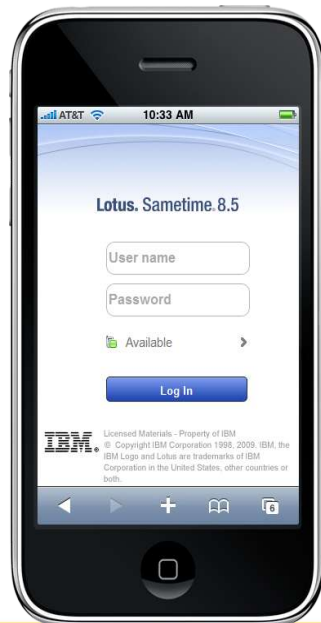 AT&T 10:33 AM
Lotus. Sametime. 8.5
User name
Password
Available
Log In
IBM.
Licensed Materials - Property of IBM
© Copyright IBM Corporation 1998, 2009. IBM, the
IBM Logo and Lotus are trademarks of IBM
Corporation in the United States, other countries or
both.
6